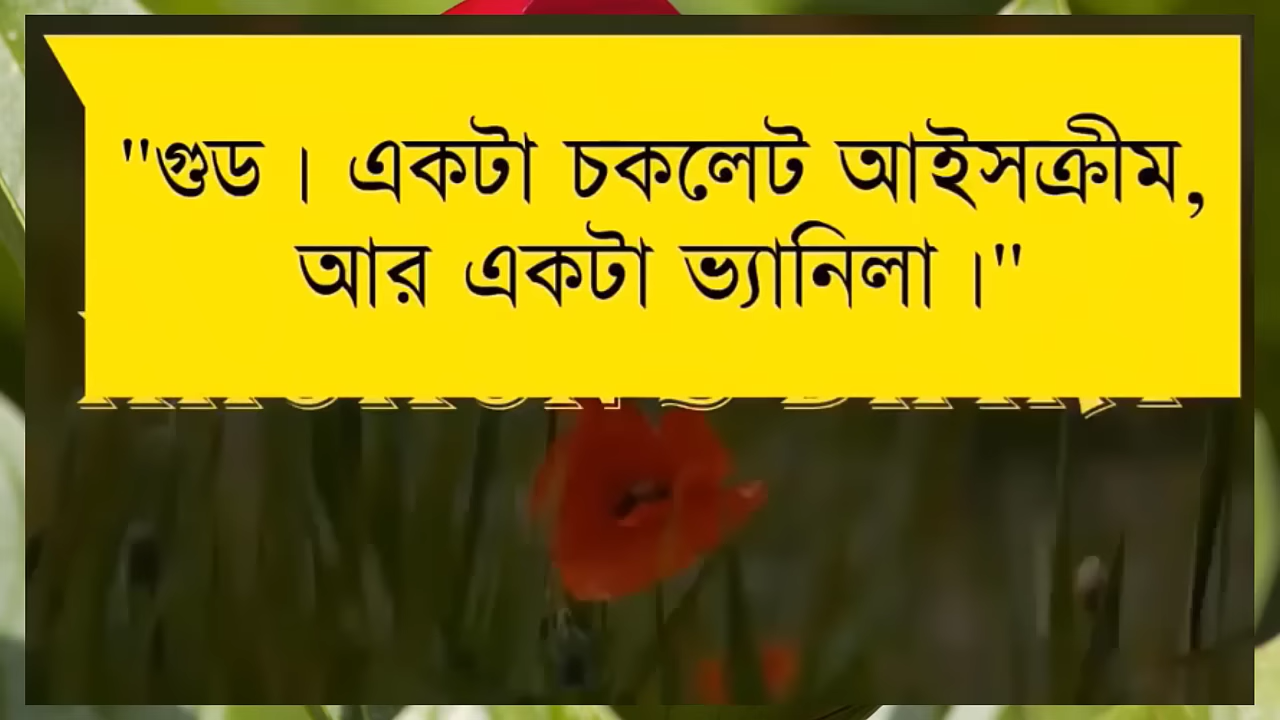 "গুড । একটা চকলেট আইসক্রীম,
আর একটা ভ্যানিলা ।"